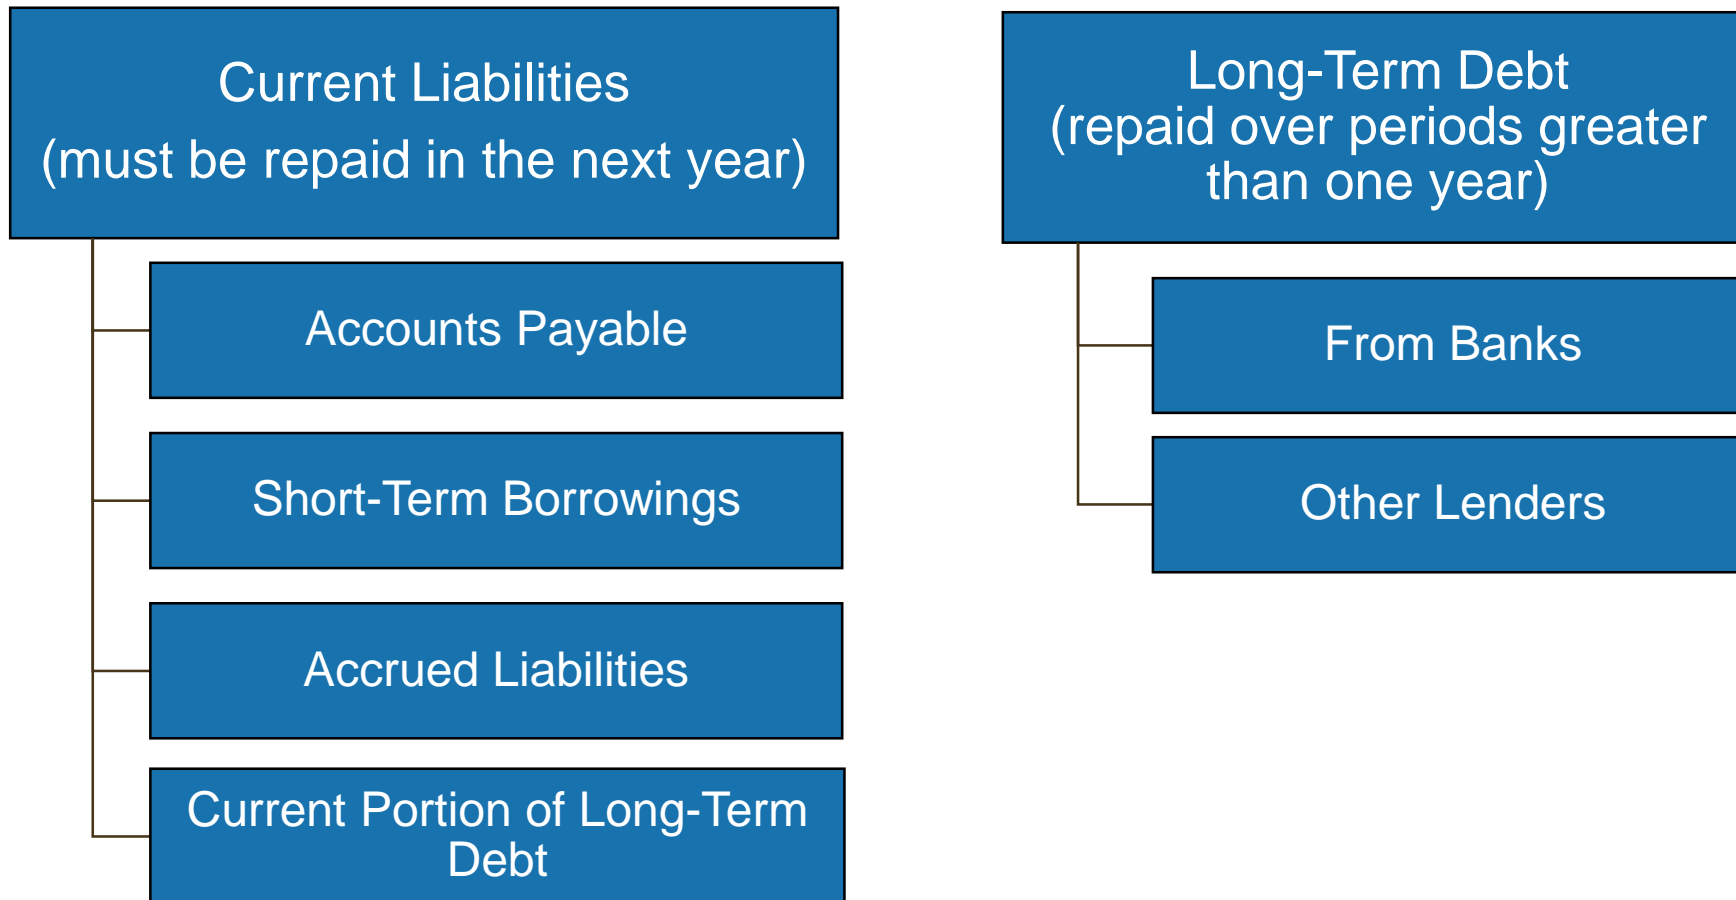 Current Liabilities
(must be repaid in the next year)
Accounts Payable
Short-Term Borrowings
Accrued Liabilities
Current Portion of Long-Term
Debt
Long-Term Debt
(repaid over periods greater
than one year)
From Banks
Other Lenders